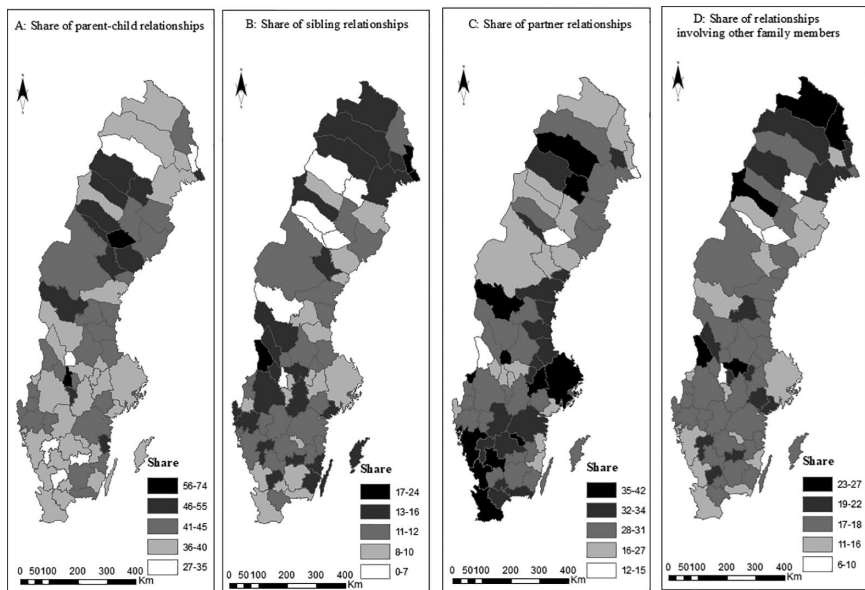 A: Share of parent-child relationships
Share
56-74
46-55
41-45
36-40
27-35
0 50100 200 300 400
Km
B: Share of sibling relationships
Share
17-24
13-16
11-12
8-10
0-7
0 50100 200 300 400
Km
C: Share of partner relationships
Share
35-42
32-34
28-31
16-27
12-15
0 50100 200 300 400
Km
D: Share of relationships
involving other family members
Share
23-27
19-22
17-18
11-16
6-10
0 50100 200 300 400
Km